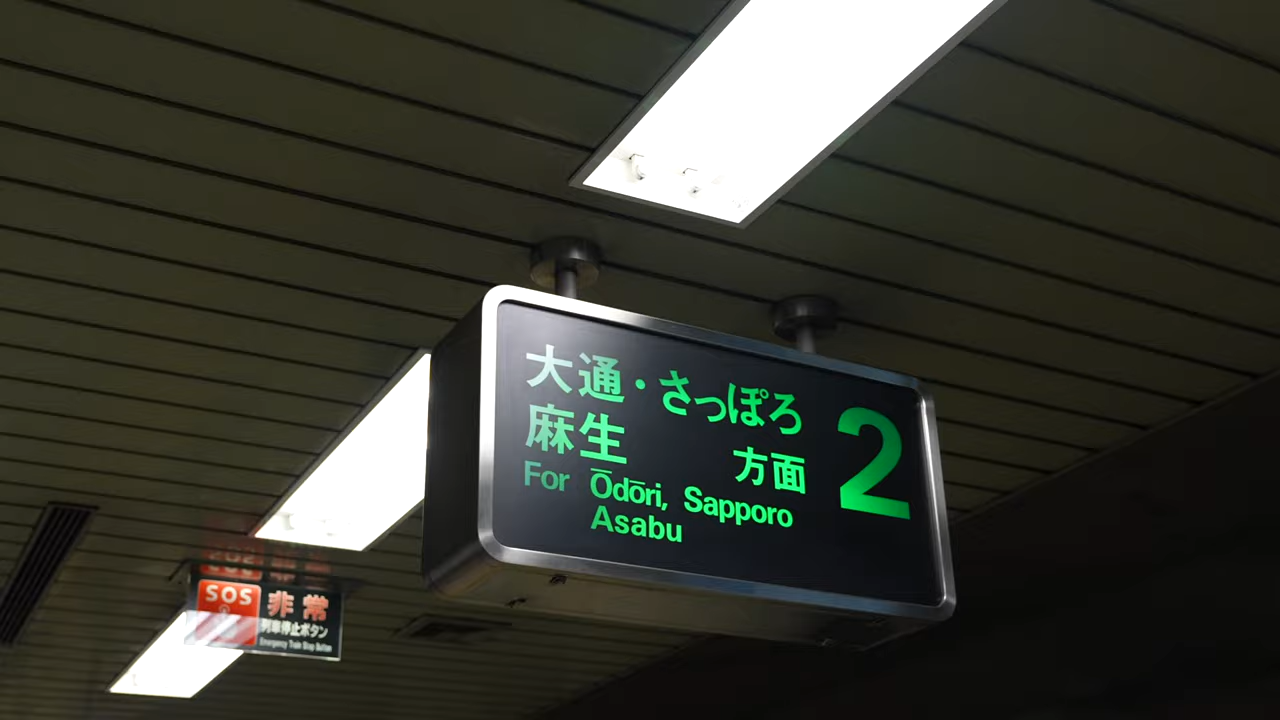 大通・さっぽろ
麻生 方面
For Ōdōri, Sapporo
Asabu
2
SOS
非常
列車停止ボタン
Emergency Train Stop Button